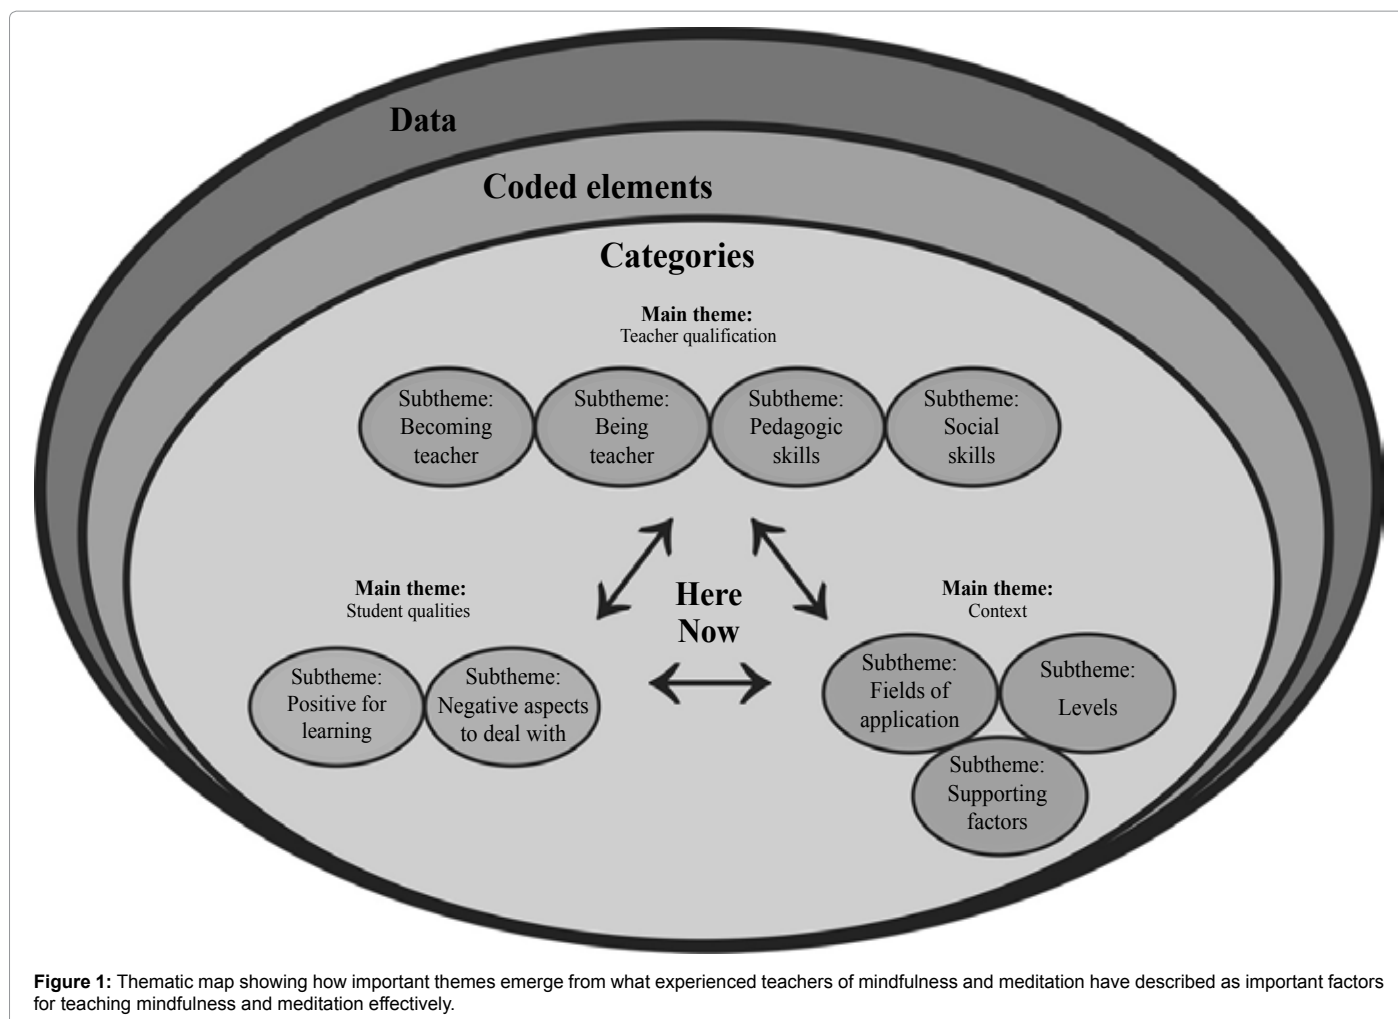 Data
Coded elements
Categories
Main theme:
Teacher qualification
Subtheme:
Becoming
teacher
Subtheme:
Being
teacher
Subtheme:
Pedagogic
skills
Subtheme:
Social
skills
Here
Now
Main theme:
Student qualities
Subtheme:
Positive for
learning
Subtheme:
Negative aspects
to deal with
Main theme:
Context
Subtheme:
Fields of
application
Subtheme:
Levels
Subtheme:
Supporting
factors
Figure 1: Thematic map showing how important themes emerge from what experienced teachers of mindfulness and meditation have described as important factors
for teaching mindfulness and meditation effectively.